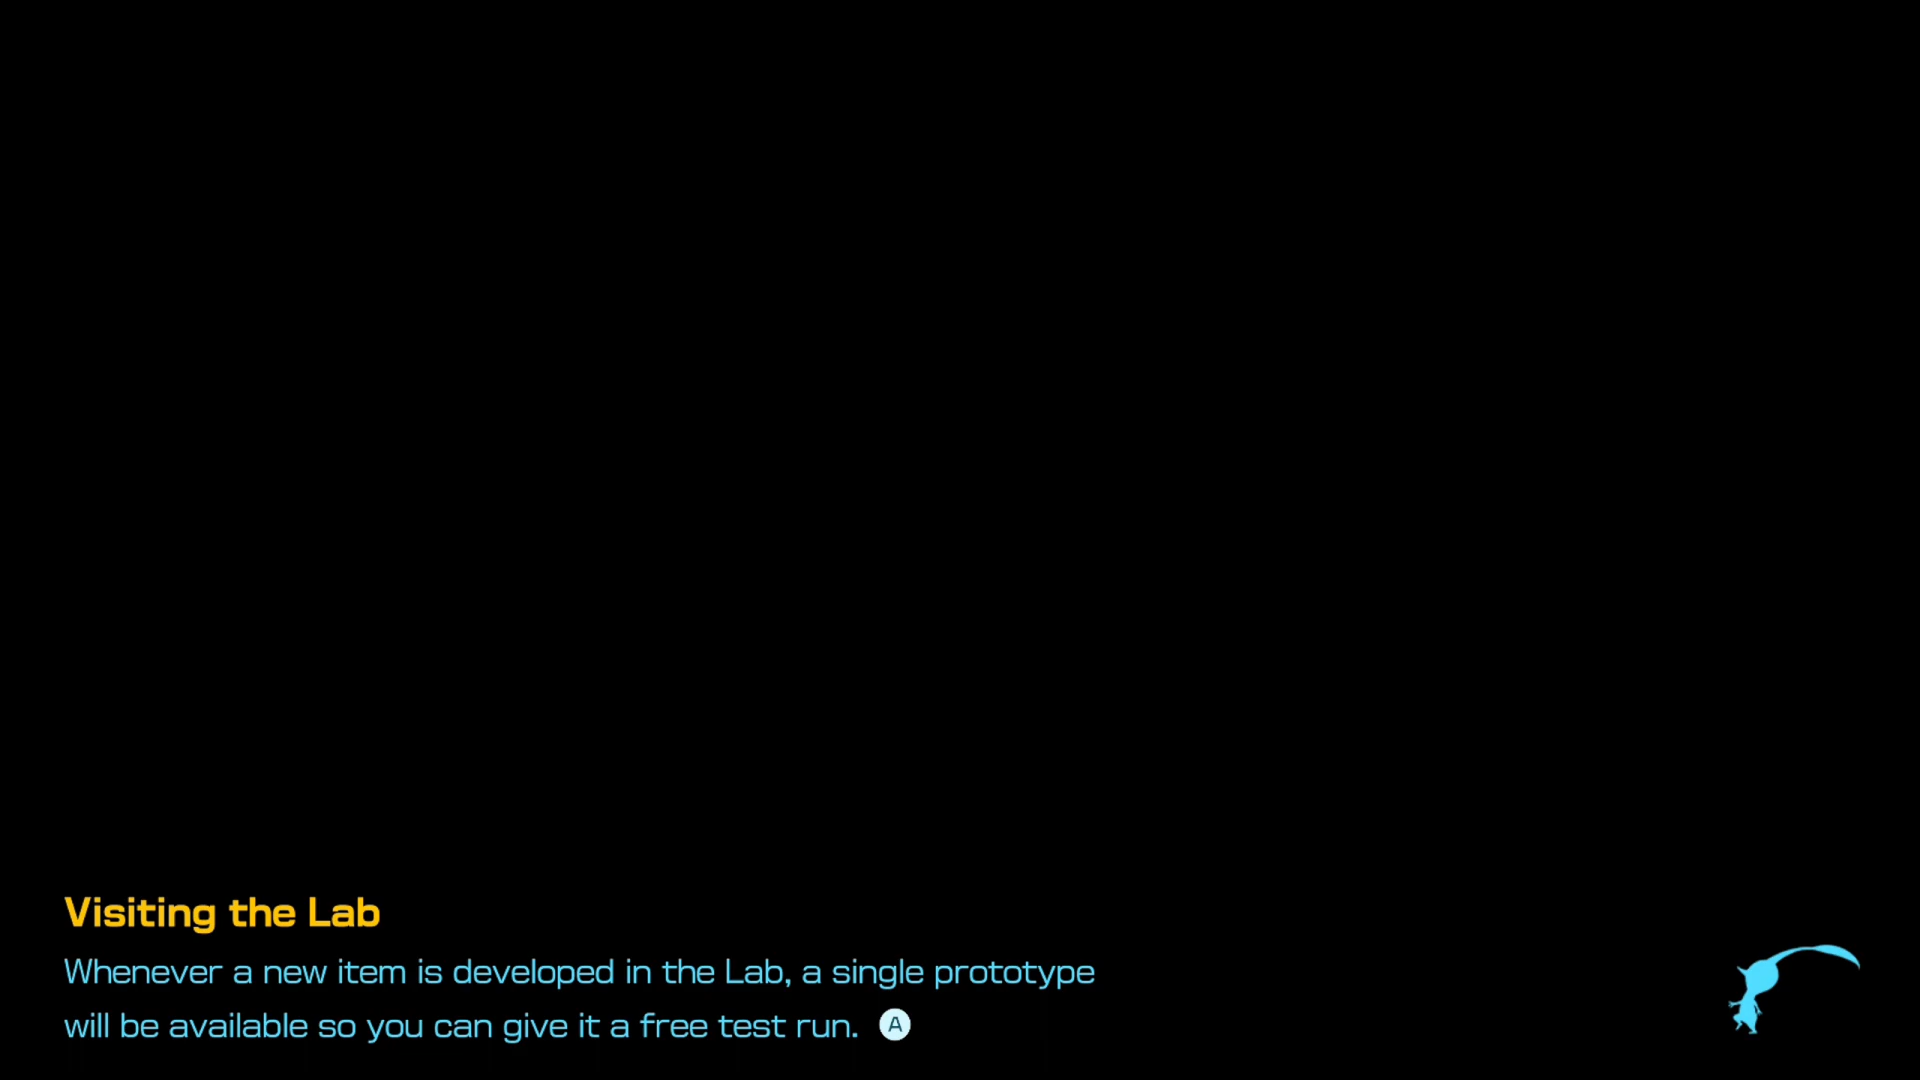 Visiting the Lab
Whenever a new item is developed in the Lab, a single prototype
will be available so you can give it a free test run. A